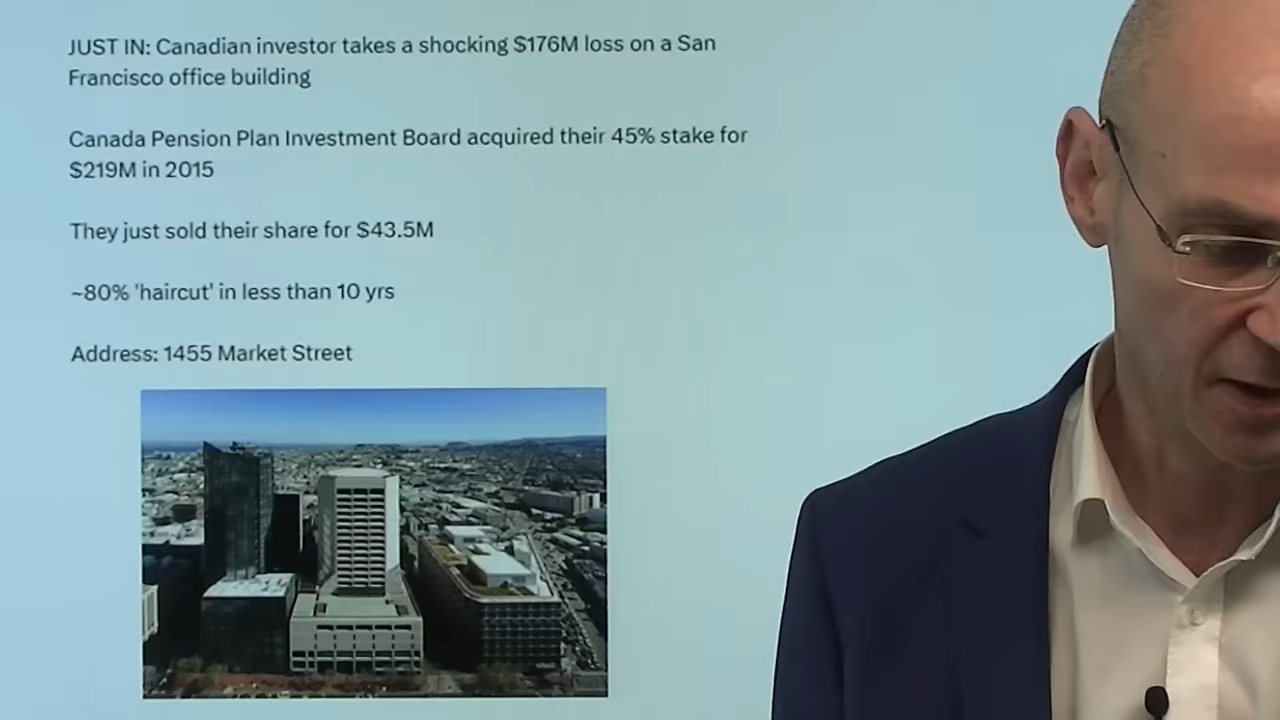 JUST IN: Canadian investor takes a shocking $176M loss on a San
Francisco office building
Canada Pension Plan Investment Board acquired their 45% stake for
$219M in 2015
They just sold their share for $43.5M
~80% 'haircut' in less than 10 yrs
Address: 1455 Market Street